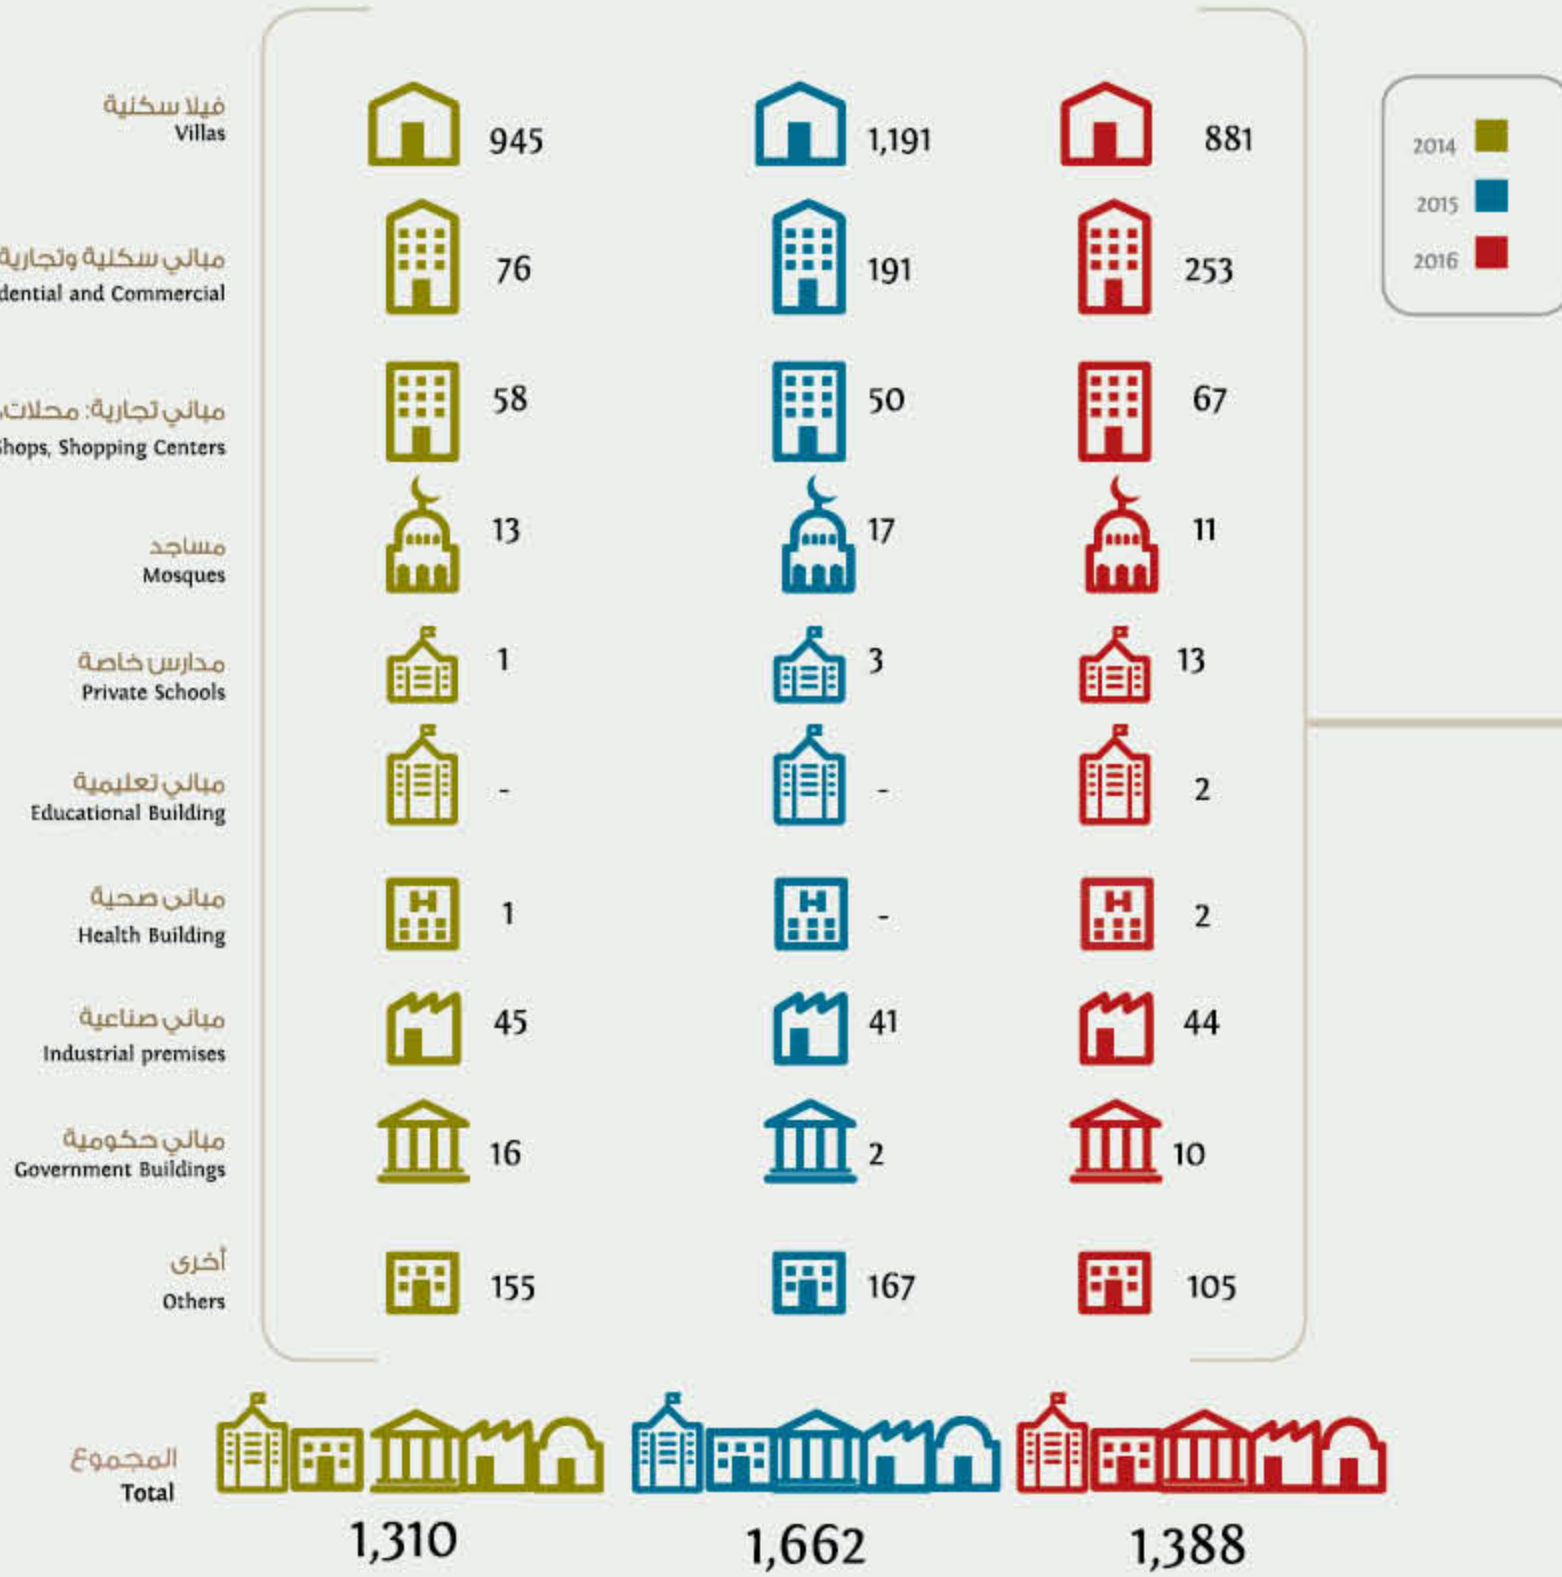 فيلا سكنية
Villas
945
1,191
881
مباني سكنية وتجارية
and Commercial
76
191
253
مباني تجارية: محلات
Shops, Shopping Centers
58
50
67
مساجد
Mosques
13
17
11
مدارس خاصة
Private Schools
1
3
13
مباني تعليمية
Educational Building
-
-
2
مباني صحية
Health Building
1
-
2
مباني صناعية
Industrial premises
45
41
44
مباني حكومية
Government Buildings
16
2
10
أخرى
Others
155
167
105
المجموع
Total
1,310
1,662
1,388
2014
2015
2016